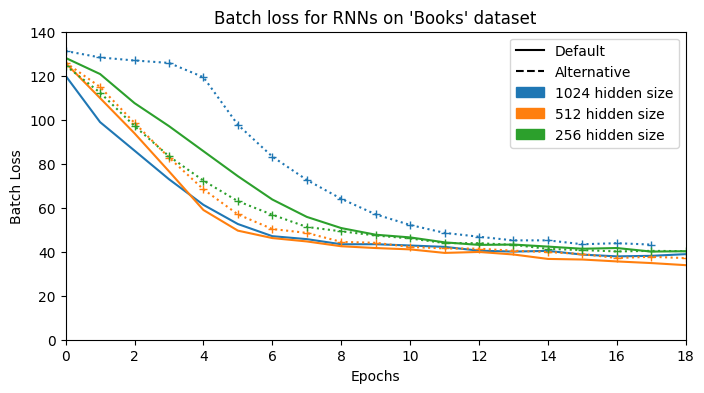 Batch loss for RNNs on 'Books' dataset
140
120
100
80
60
40
20
0
Batch Loss
Default
Alternative
1024 hidden size
512 hidden size
256 hidden size
0 2 4 6 8 10 12 14 16 18
Epochs